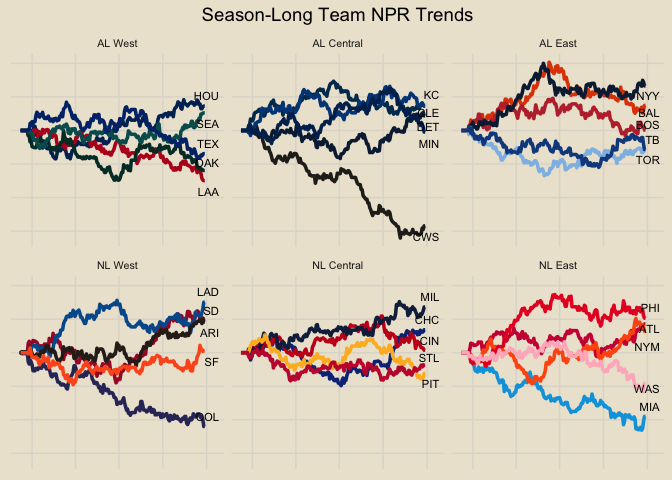 Season-Long Team NPR Trends
AL West
AL Central
AL East
HOU
SEA
TEX
OAK
LAA
KC
CLE
DET
MIN
CWS
NYY
BAL
BOS
TB
TOR
NL West
NL Central
NL East
LAD
SD
ARI
SF
COL
MIL
CHC
CIN
STL
PIT
PHI
ATL
NYM
WAS
MIA